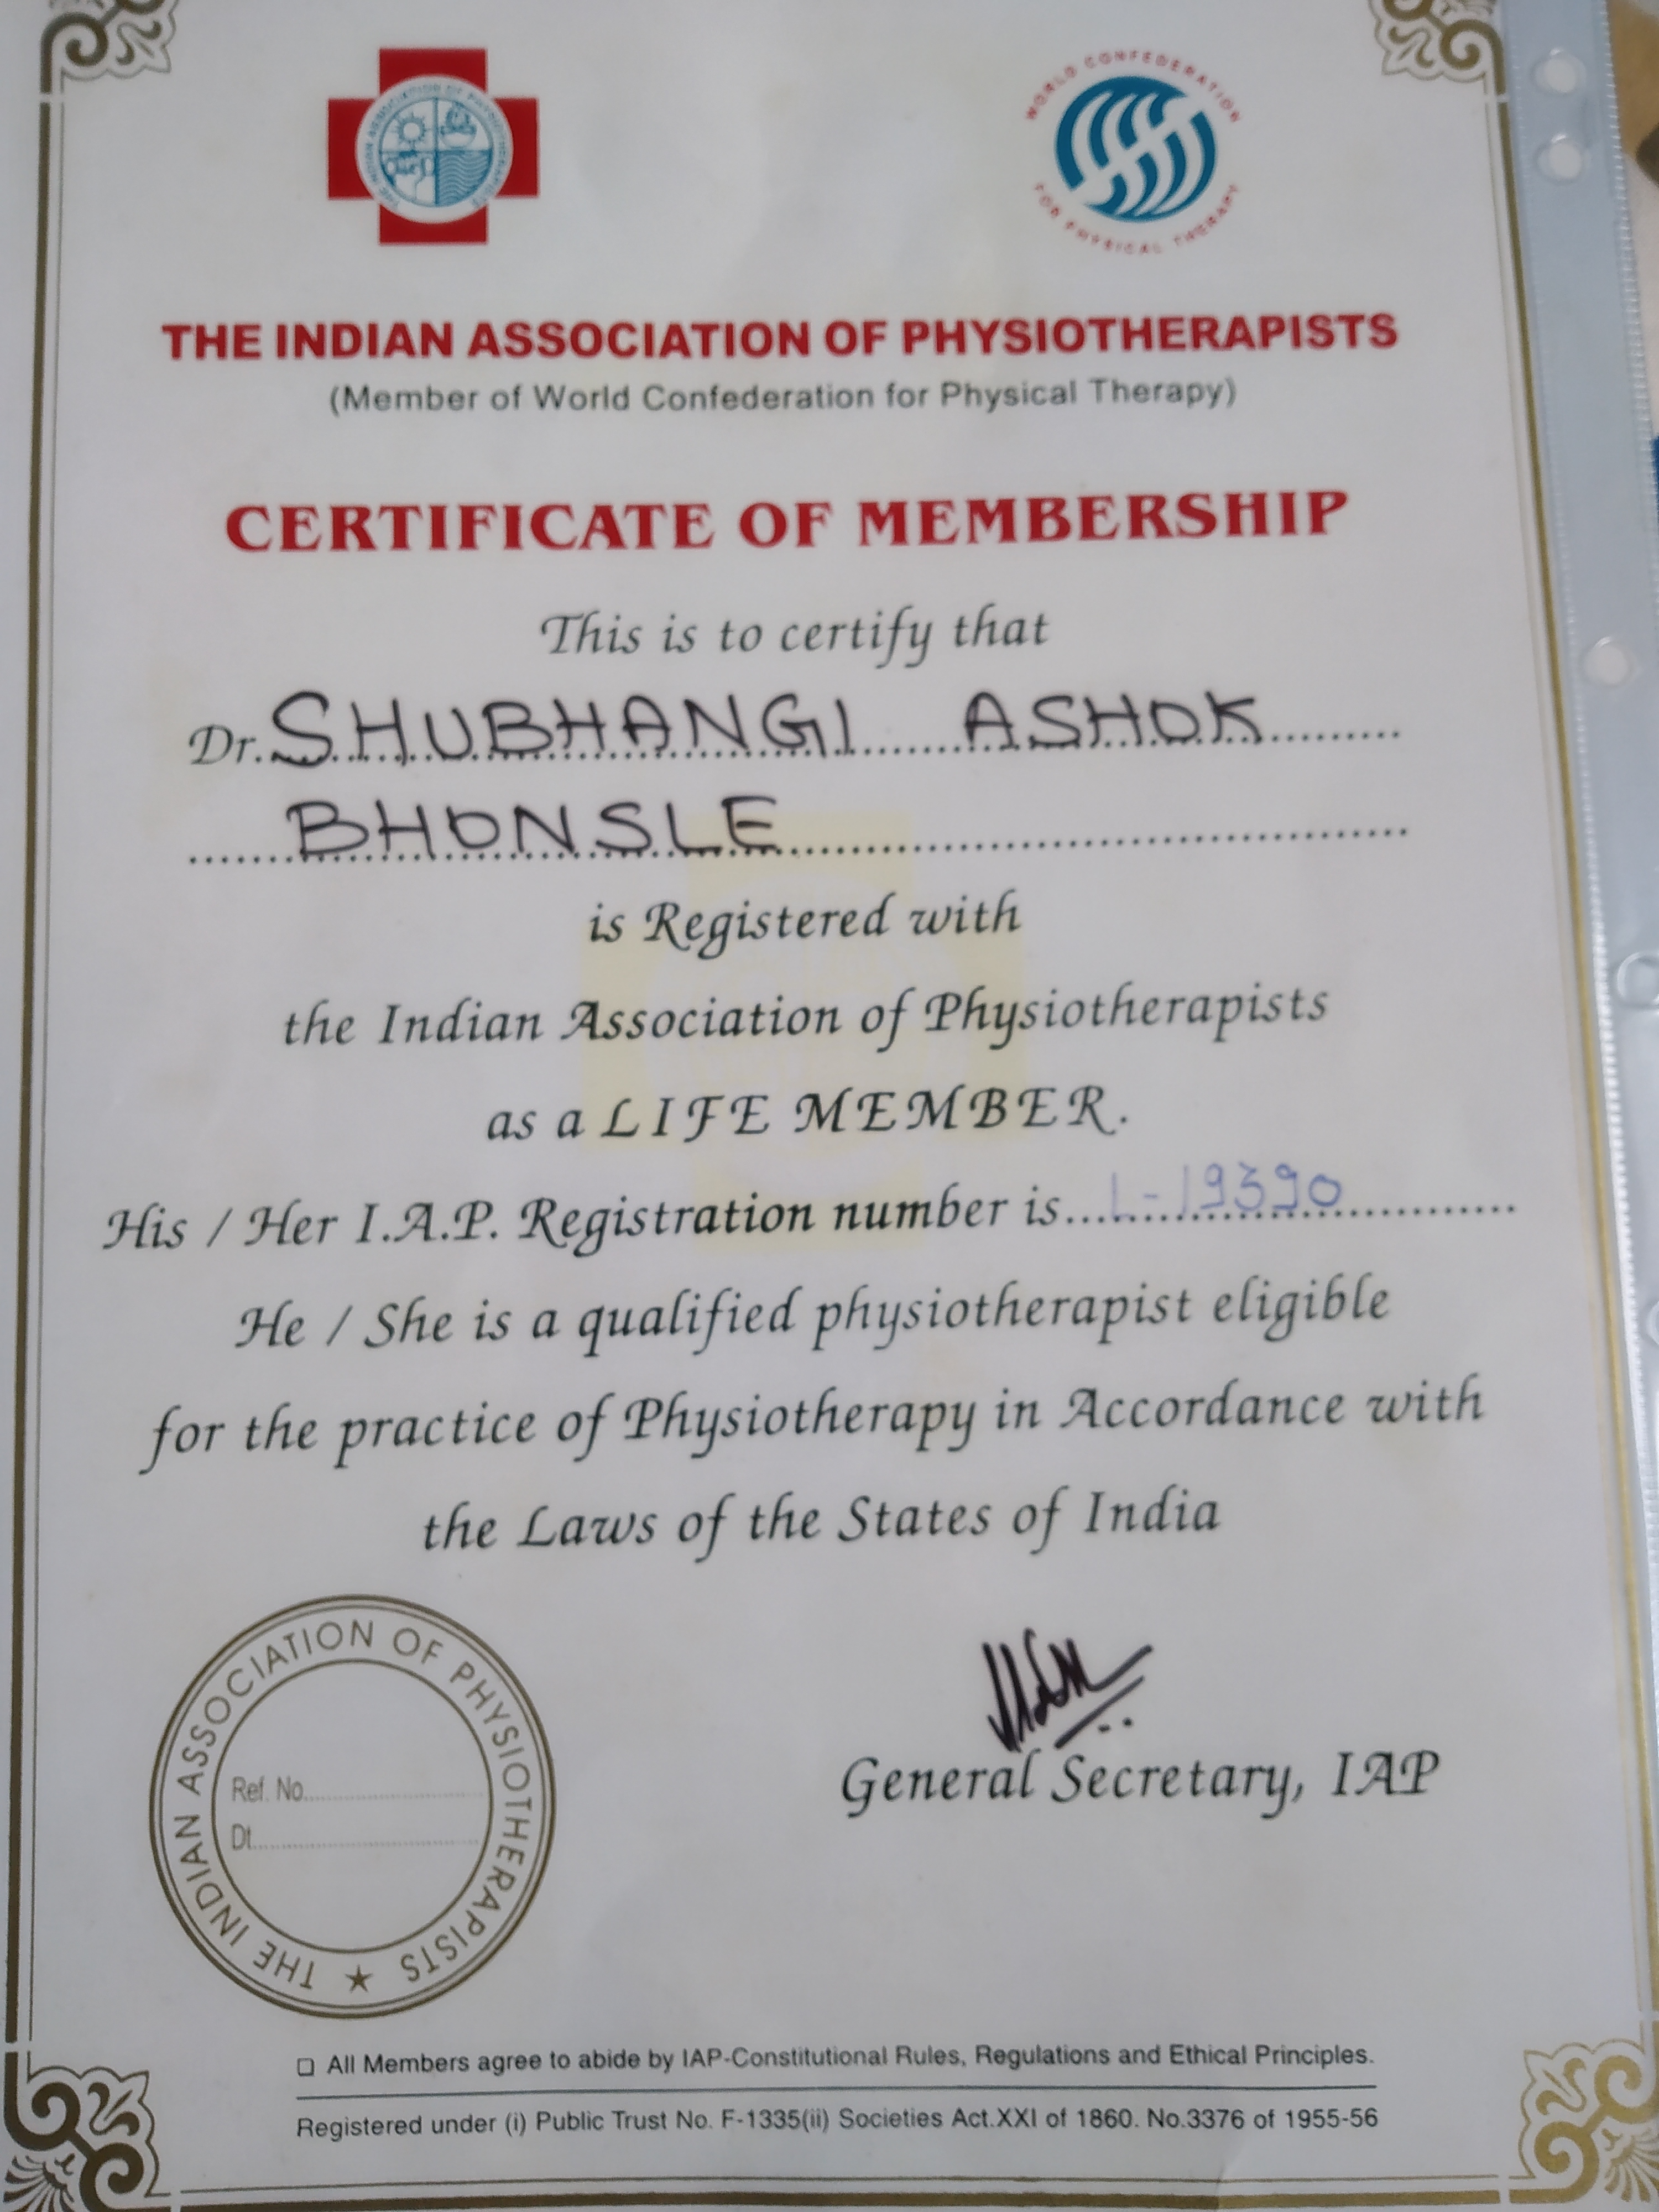 THE INDIAN ASSOCIATION OF PHYSIOTHERAPISTS
WORLD CONFEDERATION
FOR PHYSICAL THERAPY
THE INDIAN ASSOCIATION OF PHYSIOTHERAPISTS
(Member of World Confederation for Physical Therapy)
CERTIFICATE OF MEMBERSHIP
This is to certify that
Dr. SHUBHANGI ASHOK
BHONSLE
is Registered with
the Indian Association of Physiotherapists
as a LIFE MEMBER.
His / Her I.A.P. Registration number is....L-19390
He / She is a qualified physiotherapist eligible
for the practice of Physiotherapy in Accordance with
the Laws of the States of India
THE INDIAN ASSOCIATION OF PHYSIOTHERAPISTS ★
Ref. No.
Dt.
General Secretary, IAP
☐ All Members agree to abide by IAP-Constitutional Rules, Regulations and Ethical Principles.
Registered under (i) Public Trust No. F-1335(ii) Societies Act.XXI of 1860. No.3376 of 1955-56